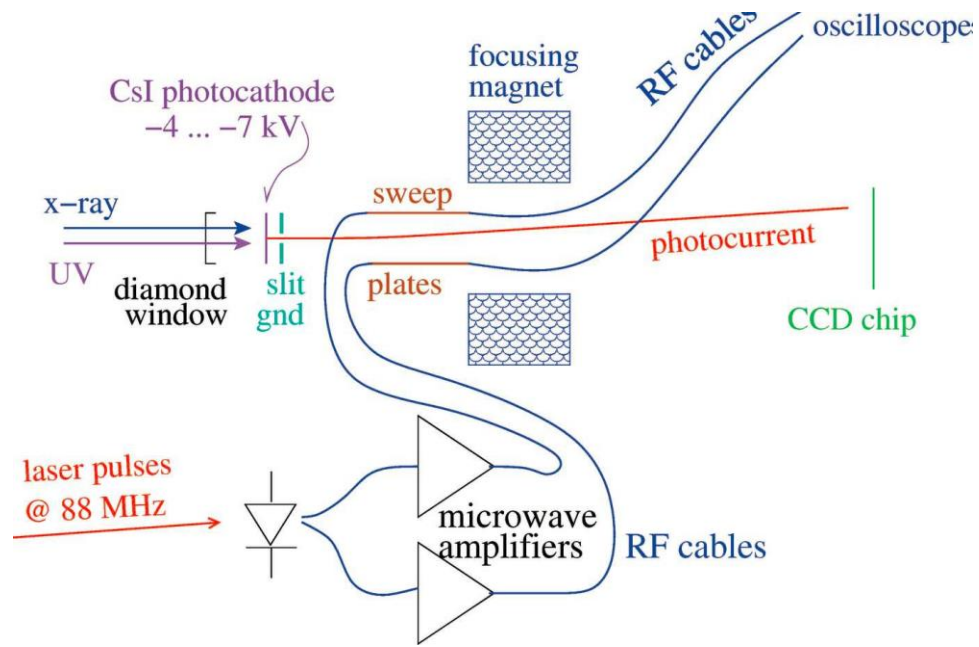 RF cables
oscilloscopes
focusing
magnet
CsI photocathode
−4 ... −7 kV
x−ray
sweep
photocurrent
UV
slit
plates
diamond
window
gnd
CCD chip
laser pulses
@ 88 MHz
microwave
amplifiers
RF cables